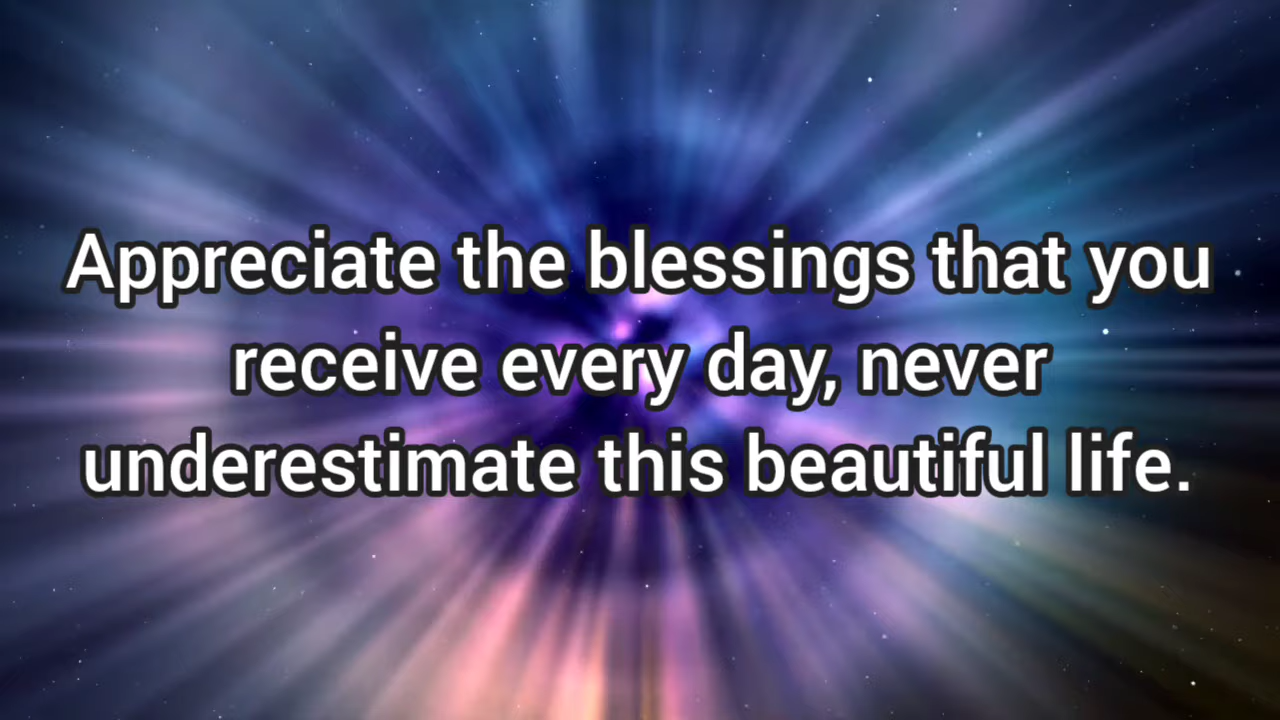 Appreciate the blessings that you
receive every day, never
underestimate this beautiful life.